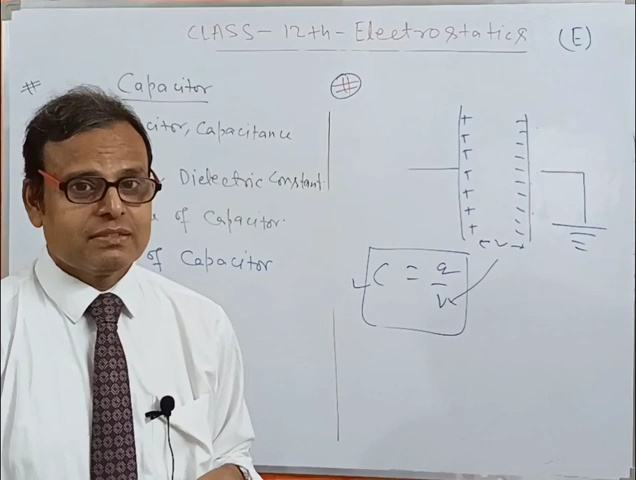 CLASS-12th-Electrostatics (E)
# Capacitor
citor, Capacitance
Dielectric Constant.
of Capacitor.
of Capacitor
#
+ -
+ -
+ -
+ -
+ -
+ -
+ -
V
C = q/V